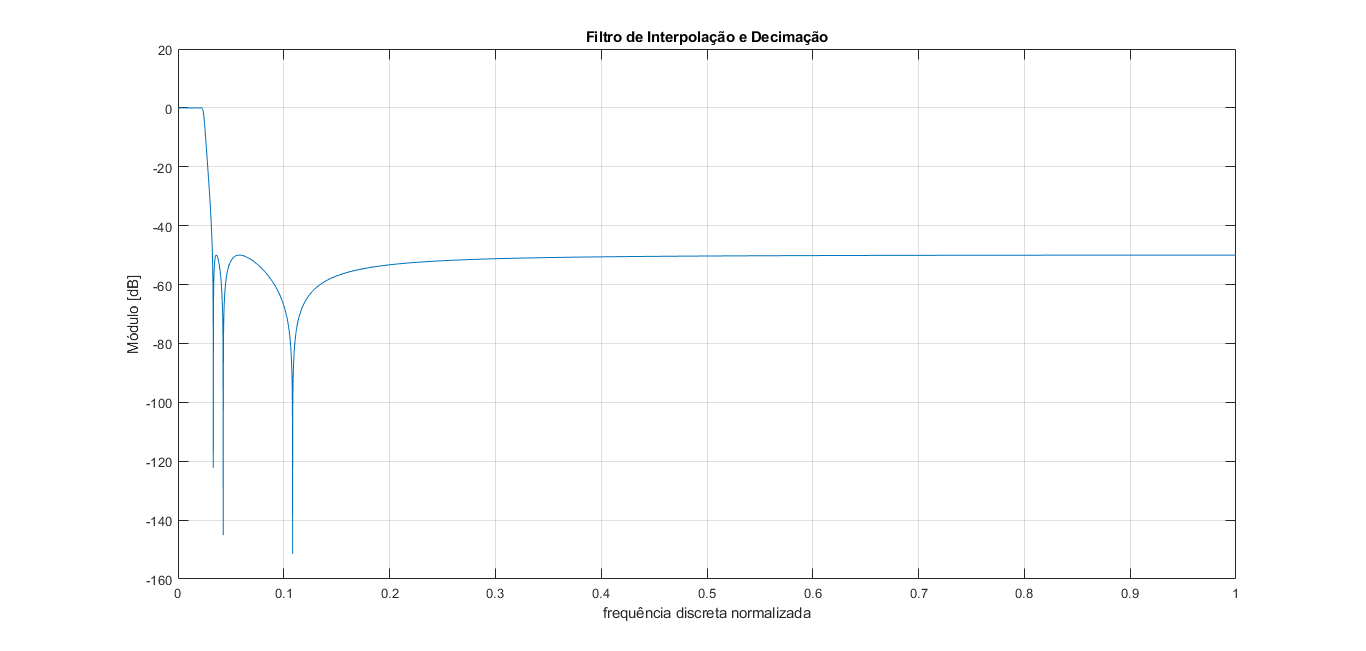 Filtro de Interpolação e Decimação
20
0
-20
-40
-60
-80
-100
-120
-140
-160
Módulo [dB]
0 0.1 0.2 0.3 0.4 0.5 0.6 0.7 0.8 0.9 1
frequência discreta normalizada